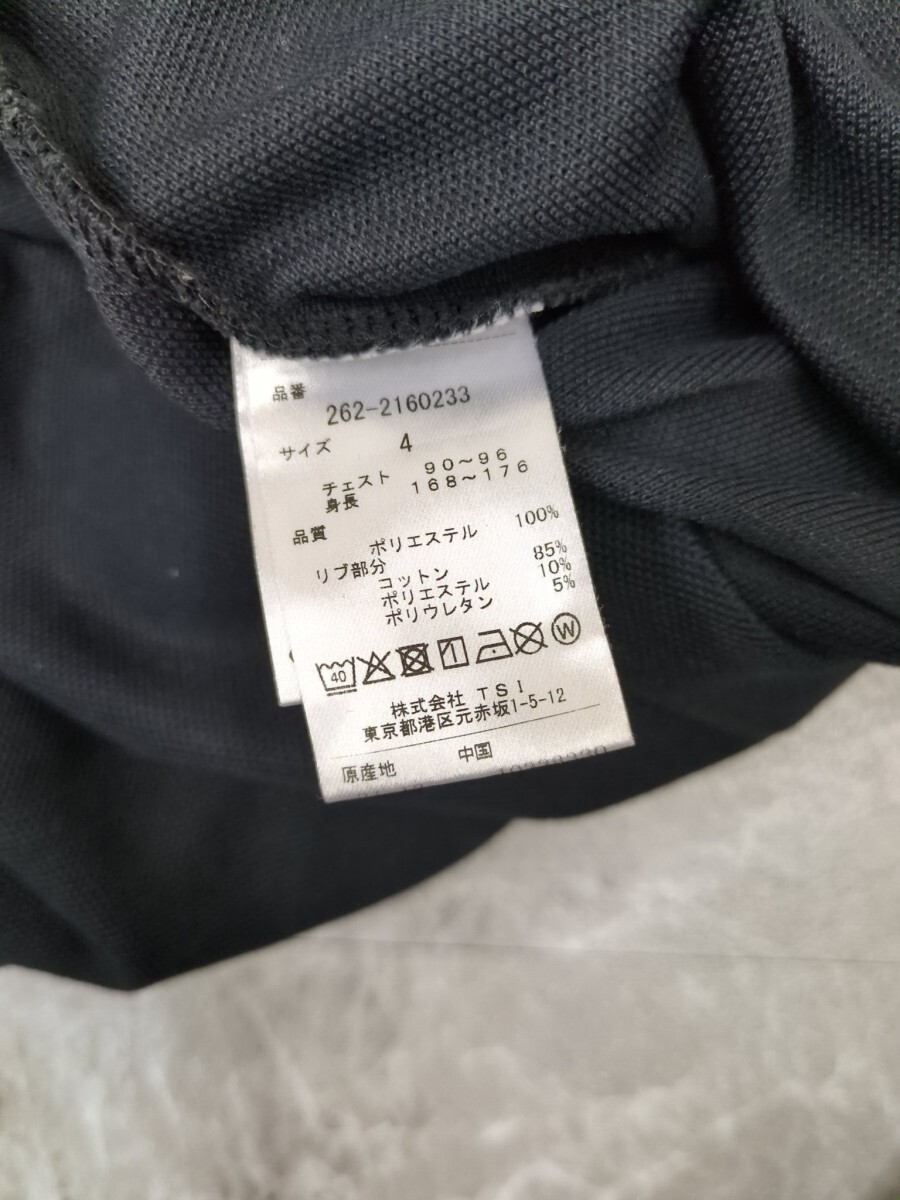 品番
262-2160233
サイズ 4
チェスト 90～96
身長 168～176
品質
ポリエステル 100%
リブ部分
コットン 85%
ポリエステル 10%
ポリウレタン 5%
40 W
株式会社 TSI
東京都港区元赤坂1-5-12
原産地 中国